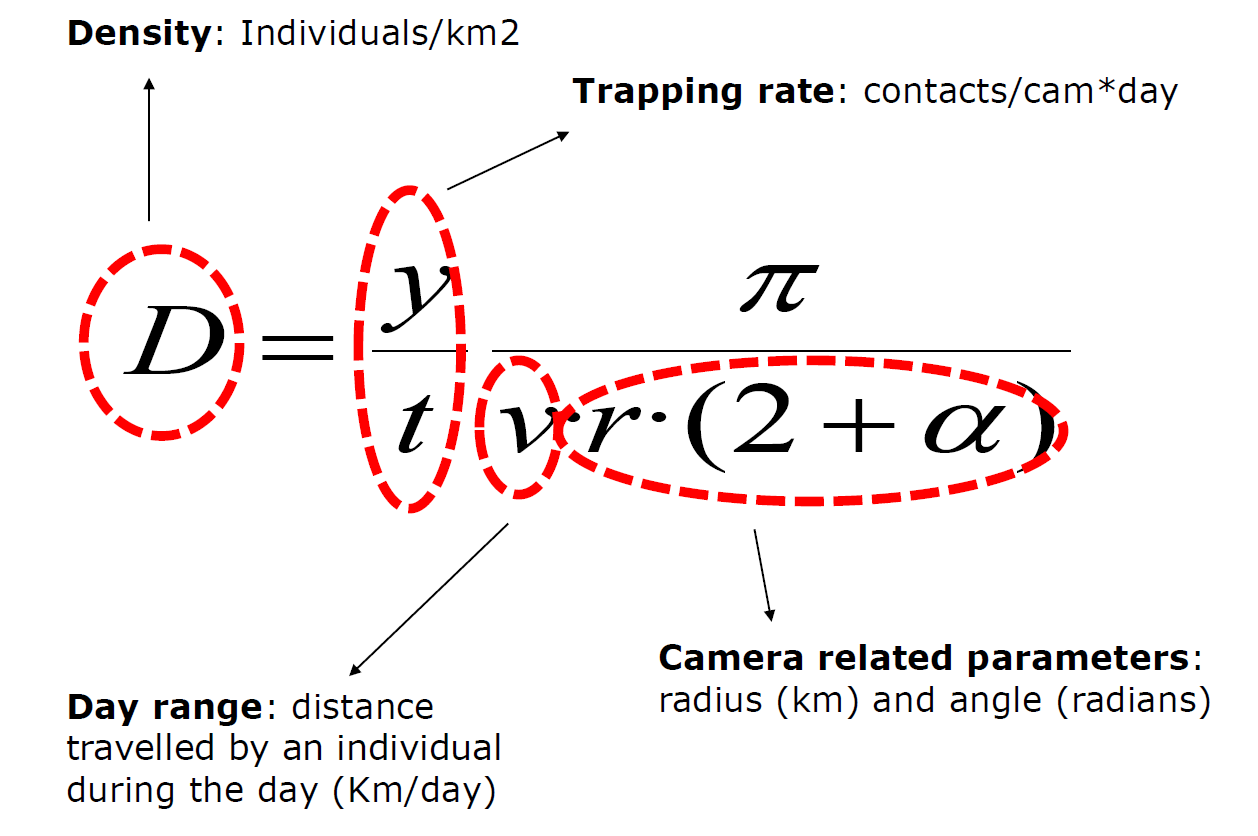 Density: Individuals/km2
Trapping rate: contacts/cam*day
D = y/t π/(v·r·(2+α))
Day range: distance
travelled by an individual
during the day (Km/day)
Camera related parameters:
radius (km) and angle (radians)